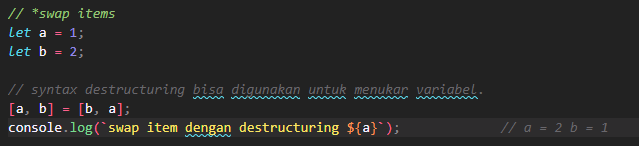 // *swap items
let a = 1;
let b = 2;
// syntax destructuring bisa digunakan untuk menukar variabel.
[a, b] = [b, a];
console.log(`swap item dengan destructuring ${a}`); // a = 2 b = 1